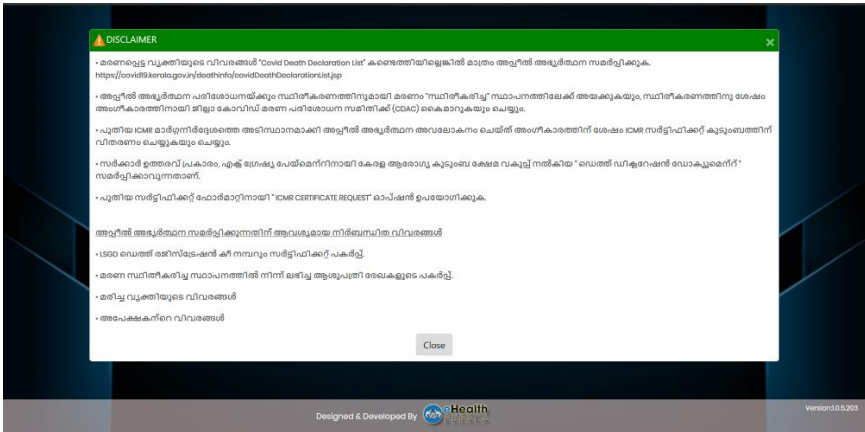 DISCLAIMER
×
• മരണപ്പെട്ട വ്യക്തിയുടെ വിവരങ്ങൾ "Covid Death Declaration List" കണ്ടെത്തിയില്ലെങ്കിൽ മാത്രം അപ്പീൽ അഭ്യർത്ഥന സമർപ്പിക്കുക.
https://covid19.kerala.gov.in/deathinfo/covidDeathDeclarationList.jsp
• അപ്പീൽ അഭ്യർത്ഥന പരിശോധനയ്ക്കും സ്ഥിരീകരണത്തിനുമായി മരണം "സ്ഥിരീകരിച്ച" സ്ഥാപനത്തിലേക്ക് അയക്കുകയും, സ്ഥിരീകരണത്തിനു ശേഷം
അംഗീകാരത്തിനായി ജില്ലാ കോവിഡ് മരണ പരിശോധന സമിതിക്ക് (CDAC) കൈമാറുകയും ചെയ്യും.
• പുതിയ ICMR മാർഗ്ഗനിർദ്ദേശത്തെ അടിസ്ഥാനമാക്കി അപ്പീൽ അഭ്യർത്ഥന അവലോകനം ചെയ്ത് അംഗീകാരത്തിന് ശേഷം ICMR സർട്ടിഫിക്കറ്റ് കുടുംബത്തിന്
വിതരണം ചെയ്യുകയും ചെയ്യും.
• സർക്കാർ ഉത്തരവ് പ്രകാരം, എക്സ് ഗ്രേഷ്യ പേയ്മെന്റിനായി കേരള ആരോഗ്യ കുടുംബ ക്ഷേമ വകുപ്പ് നൽകിയ " ഡെത്ത് ഡിക്ലറേഷൻ ഡോക്യുമെന്റ് "
സമർപ്പിക്കാവുന്നതാണ്.
• പുതിയ സർട്ടിഫിക്കറ്റ് ഫോർമാറ്റിനായി " ICMR CERTIFICATE REQUEST" ഓപ്ഷൻ ഉപയോഗിക്കുക.
അപ്പീൽ അഭ്യർത്ഥന സമർപ്പിക്കുന്നതിന് ആവശ്യമായ നിർബന്ധിത വിവരങ്ങൾ
• LSGD ഡെത്ത് രജിസ്ട്രേഷൻ കീ നമ്പറും സർട്ടിഫിക്കറ്റ് പകർപ്പ്.
• മരണ സ്ഥിതീകരിച്ച സ്ഥാപനത്തിൽ നിന്ന് ലഭിച്ച ആശുപത്രി രേഖകളുടെ പകർപ്പ്.
• മരിച്ച വ്യക്തിയുടെ വിവരങ്ങൾ
• അപേക്ഷകന്റെ വിവരങ്ങൾ
Close
Designed & Developed By eHealth KERALA
Version:1.0.5.203